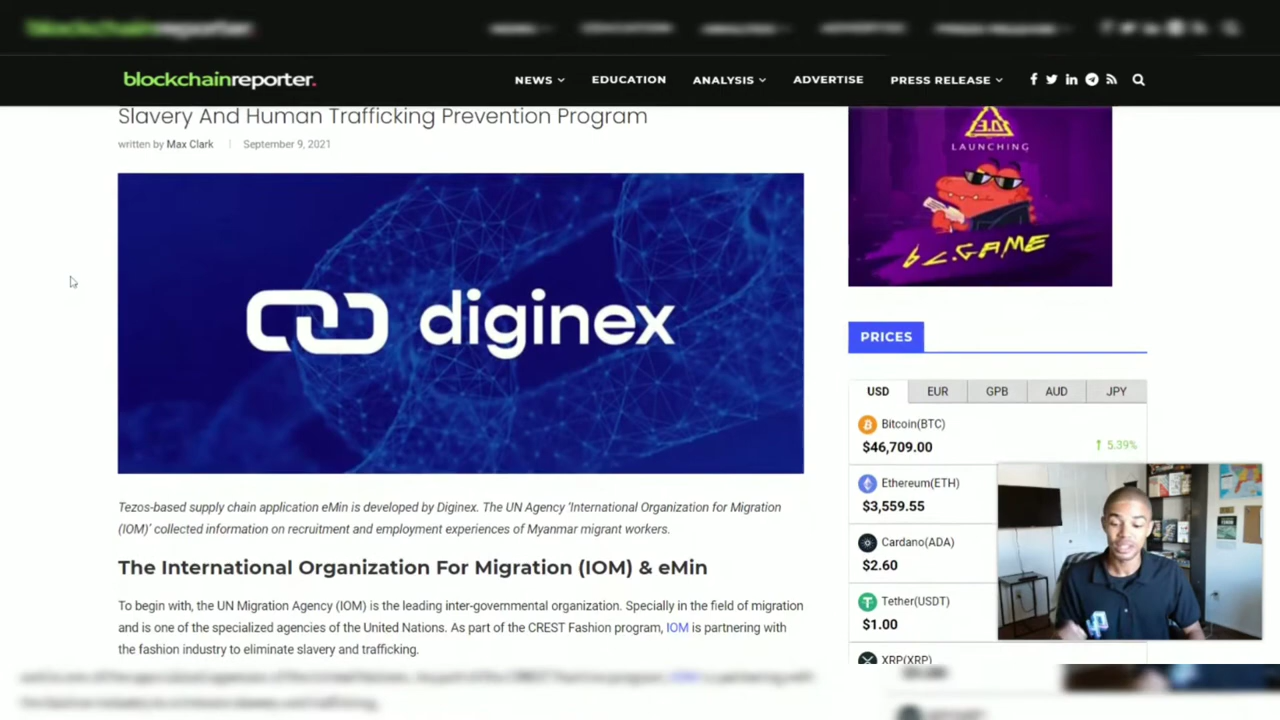 blockchainreporter.
NEWS EDUCATION ANALYSIS ADVERTISE PRESS RELEASE
Slavery And Human Trafficking Prevention Program
written by Max Clark | September 9, 2021
3.0
LAUNCHING
bc.GAME
diginex
PRICES
USD EUR GPB AUD JPY
Bitcoin(BTC)
$46,709.00 ↑ 5.39%
Ethereum(ETH)
$3,559.55
Cardano(ADA)
$2.60
Tether(USDT)
$1.00
XRP(XRP)
Tezos-based supply chain application eMin is developed by Diginex. The UN Agency ‘International Organization for Migration
(IOM)’ collected information on recruitment and employment experiences of Myanmar migrant workers.
The International Organization For Migration (IOM) & eMin
To begin with, the UN Migration Agency (IOM) is the leading inter-governmental organization. Specially in the field of migration
and is one of the specialized agencies of the United Nations. As part of the CREST Fashion program, IOM is partnering with
the fashion industry to eliminate slavery and trafficking.